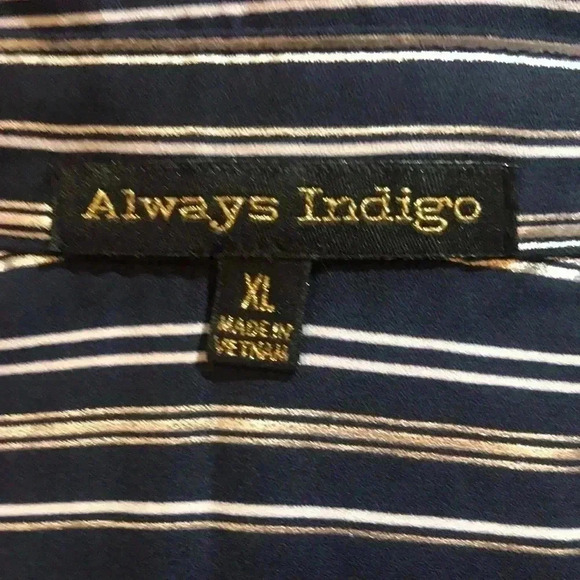 Always Indigo
XL
MADE IN
VIETNAM